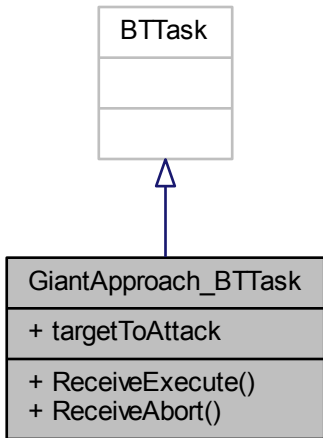 BTTask
GiantApproach_BTTask
+ targetToAttack
+ ReceiveExecute()
+ ReceiveAbort()